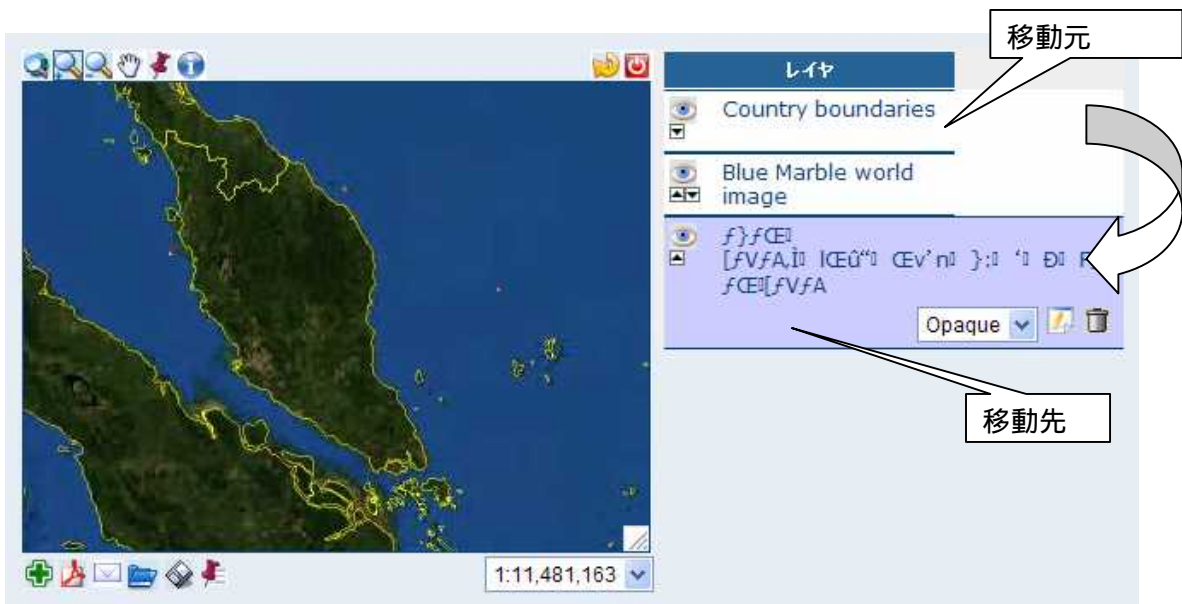 移動元
レイヤ
Country boundaries
Blue Marble world
image
Opaque
移動先
1:11,481,163